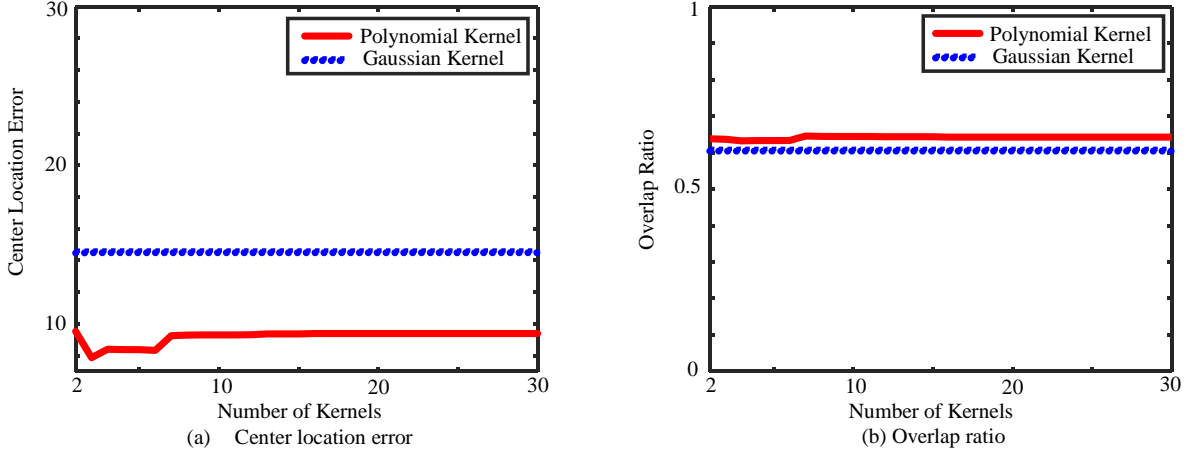 30
20
10
2
10
20
30
Center Location Error
Polynomial Kernel
Gaussian Kernel
Number of Kernels
(a) Center location error
1
0.5
0
2
10
20
30
Overlap Ratio
Polynomial Kernel
Gaussian Kernel
Number of Kernels
(b) Overlap ratio